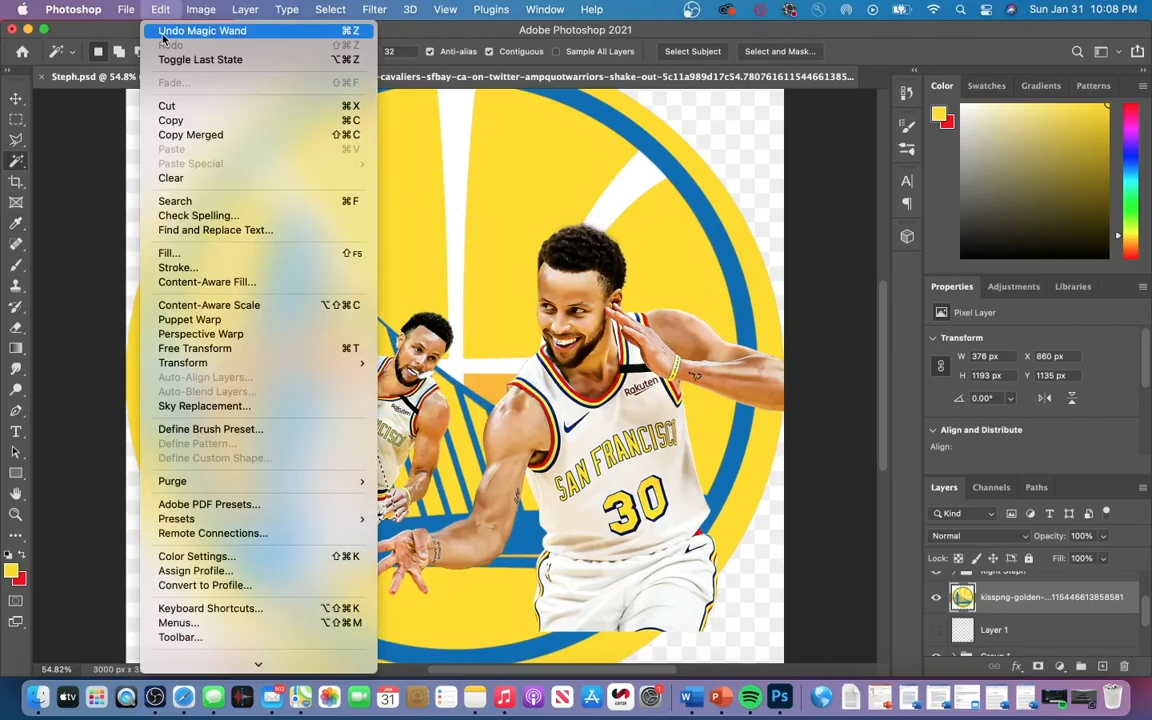 Photoshop File Edit Image Layer Type Select Filter 3D View Plugins Window Help Sun Jan 31 10:08 PM
Adobe Photoshop 2021
32 Anti-alias Contiguous Sample All Layers Select Subject Select and Mask...
Steph.psd @ 54.8%
-cavaliers-sfbay-ca-on-twitter-ampquotwarriors-shake-out-5c11a989d17c54.780761611544661385...
Undo Magic Wand ⌘Z
Redo ⇧⌘Z
Toggle Last State ⌥⌘Z
Fade... ⇧⌘F
Cut ⌘X
Copy ⌘C
Copy Merged ⇧⌘C
Paste ⌘V
Paste Special
Clear
Search ⌘F
Check Spelling...
Find and Replace Text...
Fill... ⇧F5
Stroke...
Content-Aware Fill...
Content-Aware Scale ⌥⇧⌘C
Puppet Warp
Perspective Warp
Free Transform ⌘T
Transform
Auto-Align Layers...
Auto-Blend Layers...
Sky Replacement...
Define Brush Preset...
Define Pattern...
Define Custom Shape...
Purge
Adobe PDF Presets...
Presets
Remote Connections...
Color Settings... ⇧⌘K
Assign Profile...
Convert to Profile...
Keyboard Shortcuts... ⌥⇧⌘K
Menus... ⌥⇧⌘M
Toolbar...
Rakuten
Rakuten
SAN FRANCISCO
30
Color Swatches Gradients Patterns
Properties Adjustments Libraries
Pixel Layer
Transform
W 376 px X 860 px
H 1193 px Y 1135 px
0.00°
Align and Distribute
Align:
Layers Channels Paths
Kind
Normal Opacity: 100%
Lock: Fill: 100%
Right Steph
kisspng-golden-...115446613858581
Layer 1
Group 1
54.82% 3000 px x 3